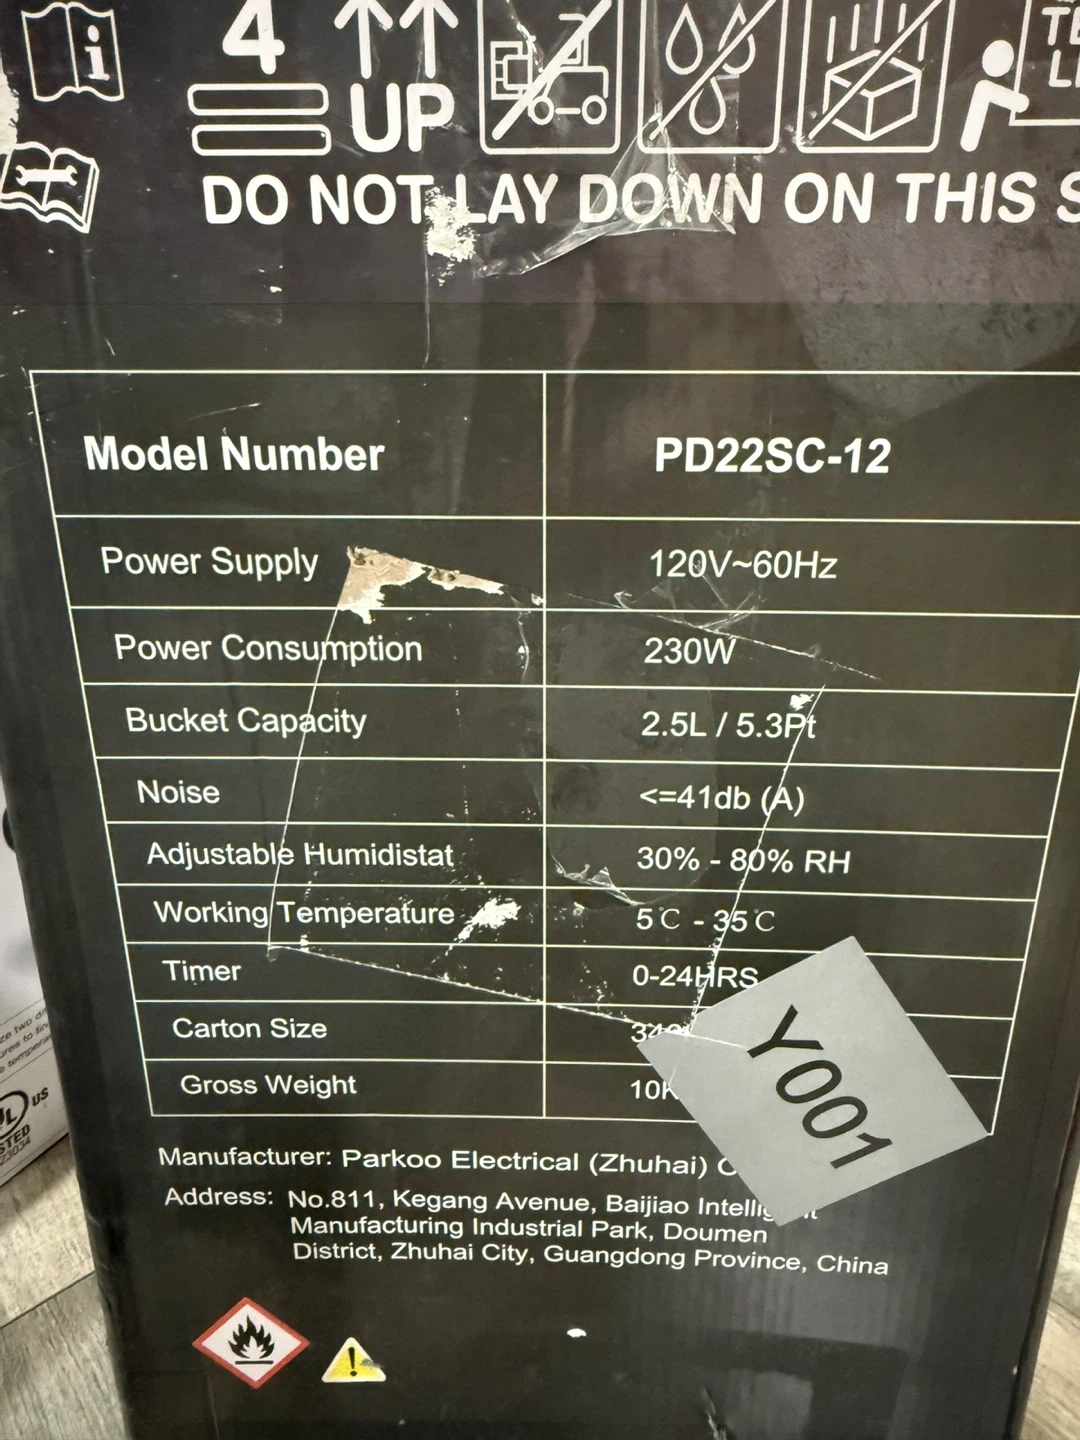 i
4
UP
DO NOT LAY DOWN ON THIS
Model Number PD22SC-12
Power Supply 120V~60Hz
Power Consumption 230W
Bucket Capacity 2.5L / 5.3Pt
Noise <=41db (A)
Adjustable Humidistat 30% - 80% RH
Working Temperature 5℃ - 35℃
Timer 0-24HRS
Carton Size
Gross Weight
Y001
Manufacturer: Parkoo Electrical (Zhuhai)
Address: No.811, Kegang Avenue, Baijiao
Manufacturing Industrial Park, Doumen
District, Zhuhai City, Guangdong Province, China
US